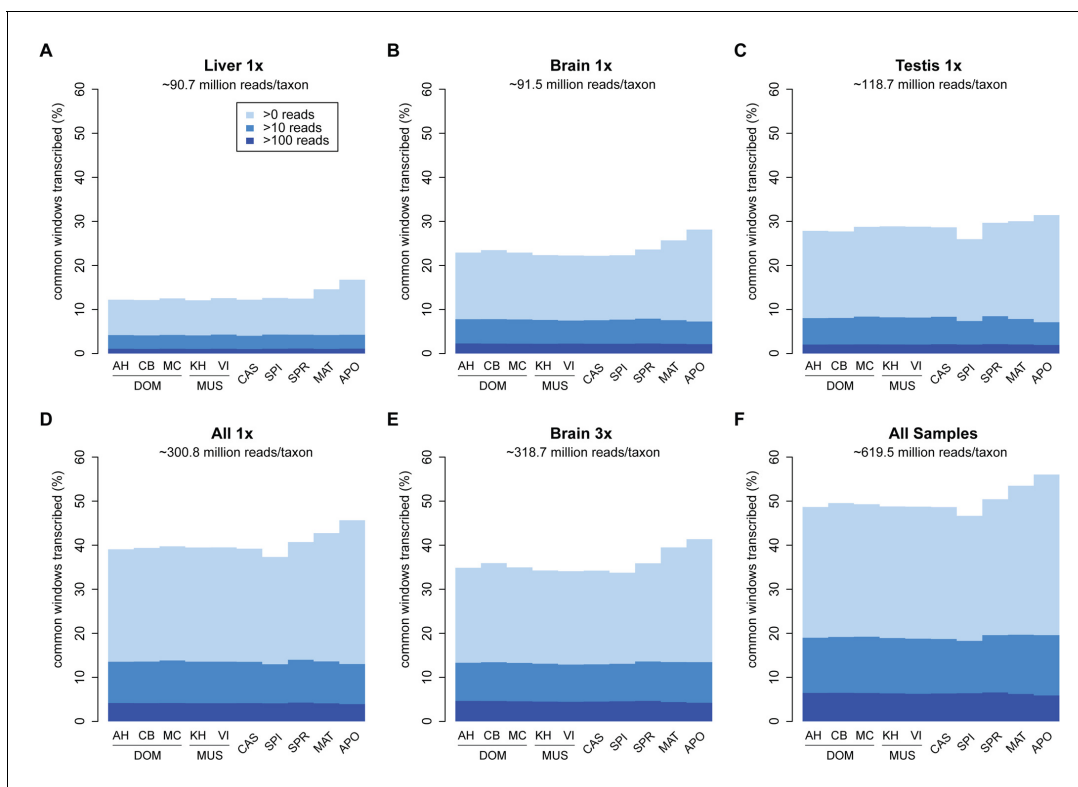 A
Liver 1x
~90.7 million reads/taxon
common windows transcribed (%)
60
50
40
30
20
10
0
>0 reads
>10 reads
>100 reads
AH CB MC KH VI CAS SPI SPR MAT APO
DOM MUS
B
Brain 1x
~91.5 million reads/taxon
common windows transcribed (%)
60
50
40
30
20
10
0
AH CB MC KH VI CAS SPI SPR MAT APO
DOM MUS
C
Testis 1x
~118.7 million reads/taxon
common windows transcribed (%)
60
50
40
30
20
10
0
AH CB MC KH VI CAS SPI SPR MAT APO
DOM MUS
D
All 1x
~300.8 million reads/taxon
common windows transcribed (%)
60
50
40
30
20
10
0
AH CB MC KH VI CAS SPI SPR MAT APO
DOM MUS
E
Brain 3x
~318.7 million reads/taxon
common windows transcribed (%)
60
50
40
30
20
10
0
AH CB MC KH VI CAS SPI SPR MAT APO
DOM MUS
F
All Samples
~619.5 million reads/taxon
common windows transcribed (%)
60
50
40
30
20
10
0
AH CB MC KH VI CAS SPI SPR MAT APO
DOM MUS